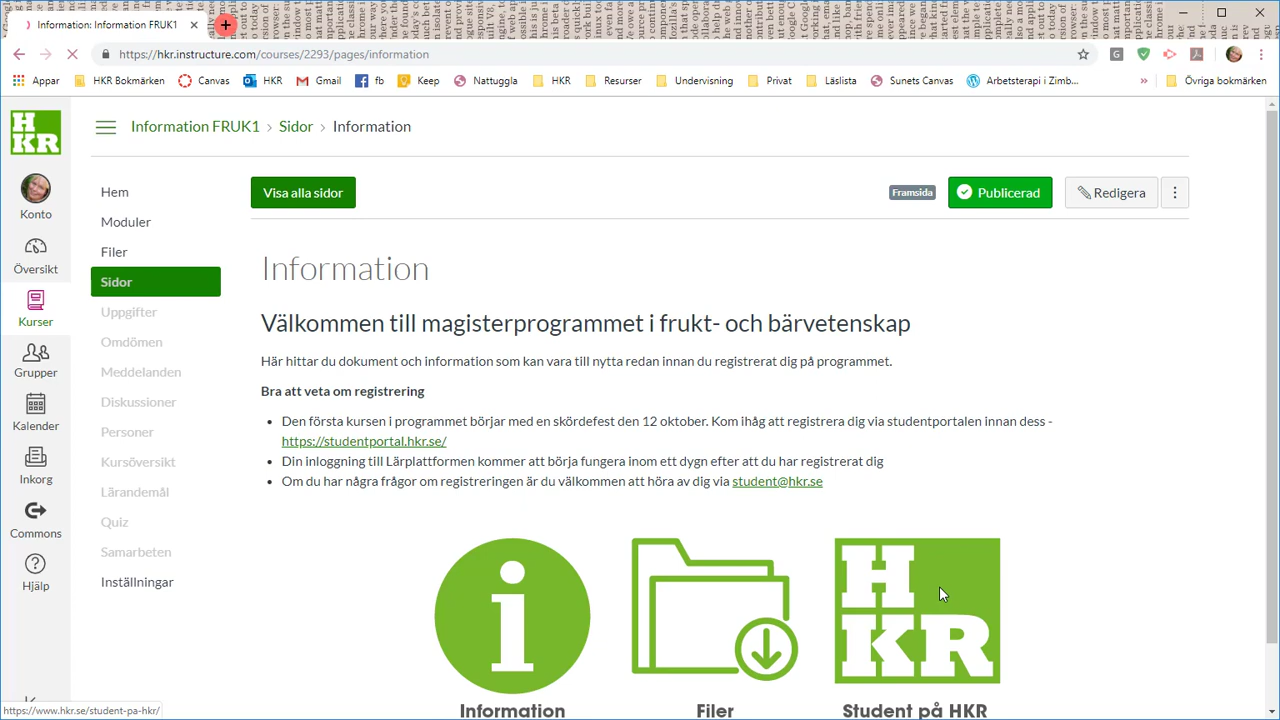 Information: Information FRUK1
https://hkr.instructure.com/courses/2293/pages/information
Appar
HKR Bokmärken
Canvas
HKR
Gmail
fb
Keep
Nattuggla
HKR
Resurser
Undervisning
Privat
Läslista
Sunets Canvas
Arbetsterapi i Zimb...
»
Övriga bokmärken
H
KR
Information FRUK1 › Sidor › Information
Konto
Översikt
Kurser
Grupper
Kalender
Inkorg
Commons
Hjälp
Hem
Moduler
Filer
Sidor
Uppgifter
Omdömen
Meddelanden
Diskussioner
Personer
Kursöversikt
Lärandemål
Quiz
Samarbeten
Inställningar
Visa alla sidor
Framsida
Publicerad
Redigera
Information
Välkommen till magisterprogrammet i frukt- och bärvetenskap
Här hittar du dokument och information som kan vara till nytta redan innan du registrerat dig på programmet.
Bra att veta om registrering
• Den första kursen i programmet börjar med en skördefest den 12 oktober. Kom ihåg att registrera dig via studentportalen innan dess -
https://studentportal.hkr.se/
• Din inloggning till Lärplattformen kommer att börja fungera inom ett dygn efter att du har registrerat dig
• Om du har några frågor om registreringen är du välkommen att höra av dig via student@hkr.se
i
H
KR
Information
Filer
Student på HKR
https://www.hkr.se/student-pa-hkr/